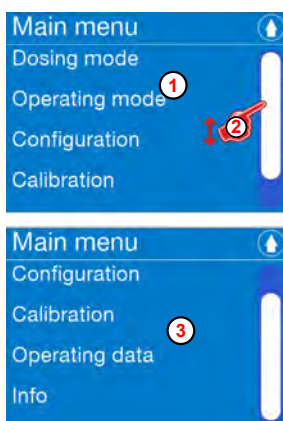 Main menu
Dosing mode
Operating mode
1
2
Configuration
Calibration
Main menu
Configuration
Calibration
3
Operating data
Info